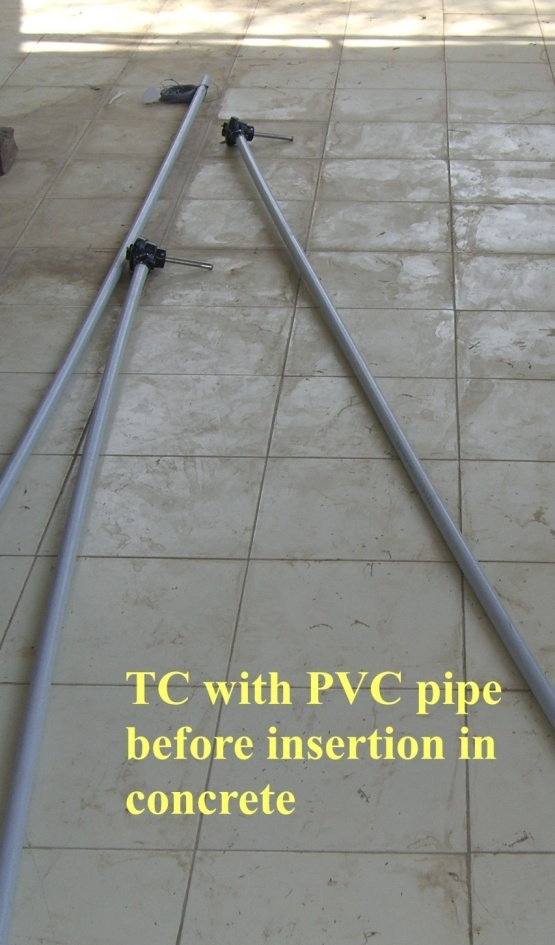 TC with PVC pipe
before insertion in
concrete